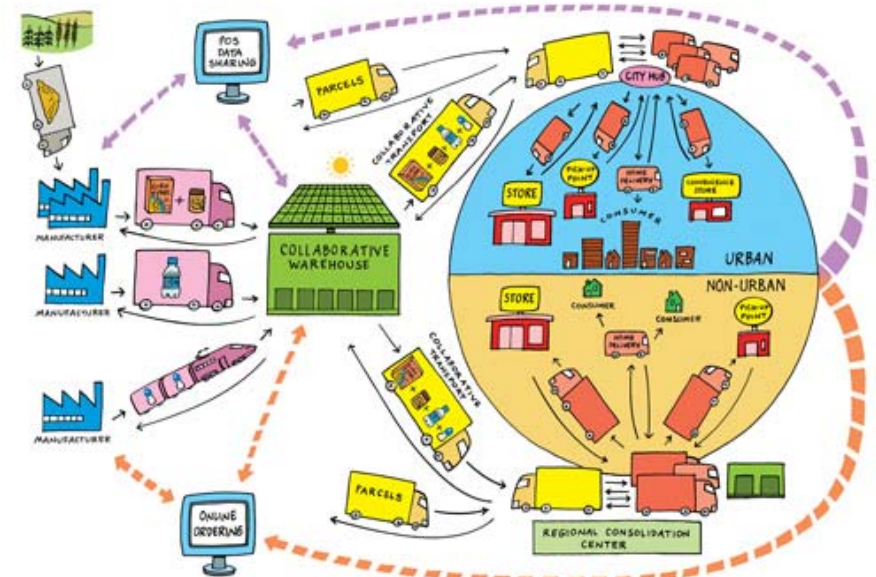 POS
DATA
SHARING
PARCELS
COLLABORATIVE
TRANSPORT
CITY HUB
MANUFACTURER
COLLABORATIVE
WAREHOUSE
STORE
PICK-UP
POINT
HOME
DELIVERY
CONVENIENCE
STORE
CONSUMER
URBAN
NON-URBAN
MANUFACTURER
STORE
CONSUMER
CONSUMER
PICK-UP
POINT
HOME
DELIVERY
COLLABORATIVE
TRANSPORT
MANUFACTURER
PARCELS
ONLINE
ORDERING
REGIONAL CONSOLIDATION
CENTER